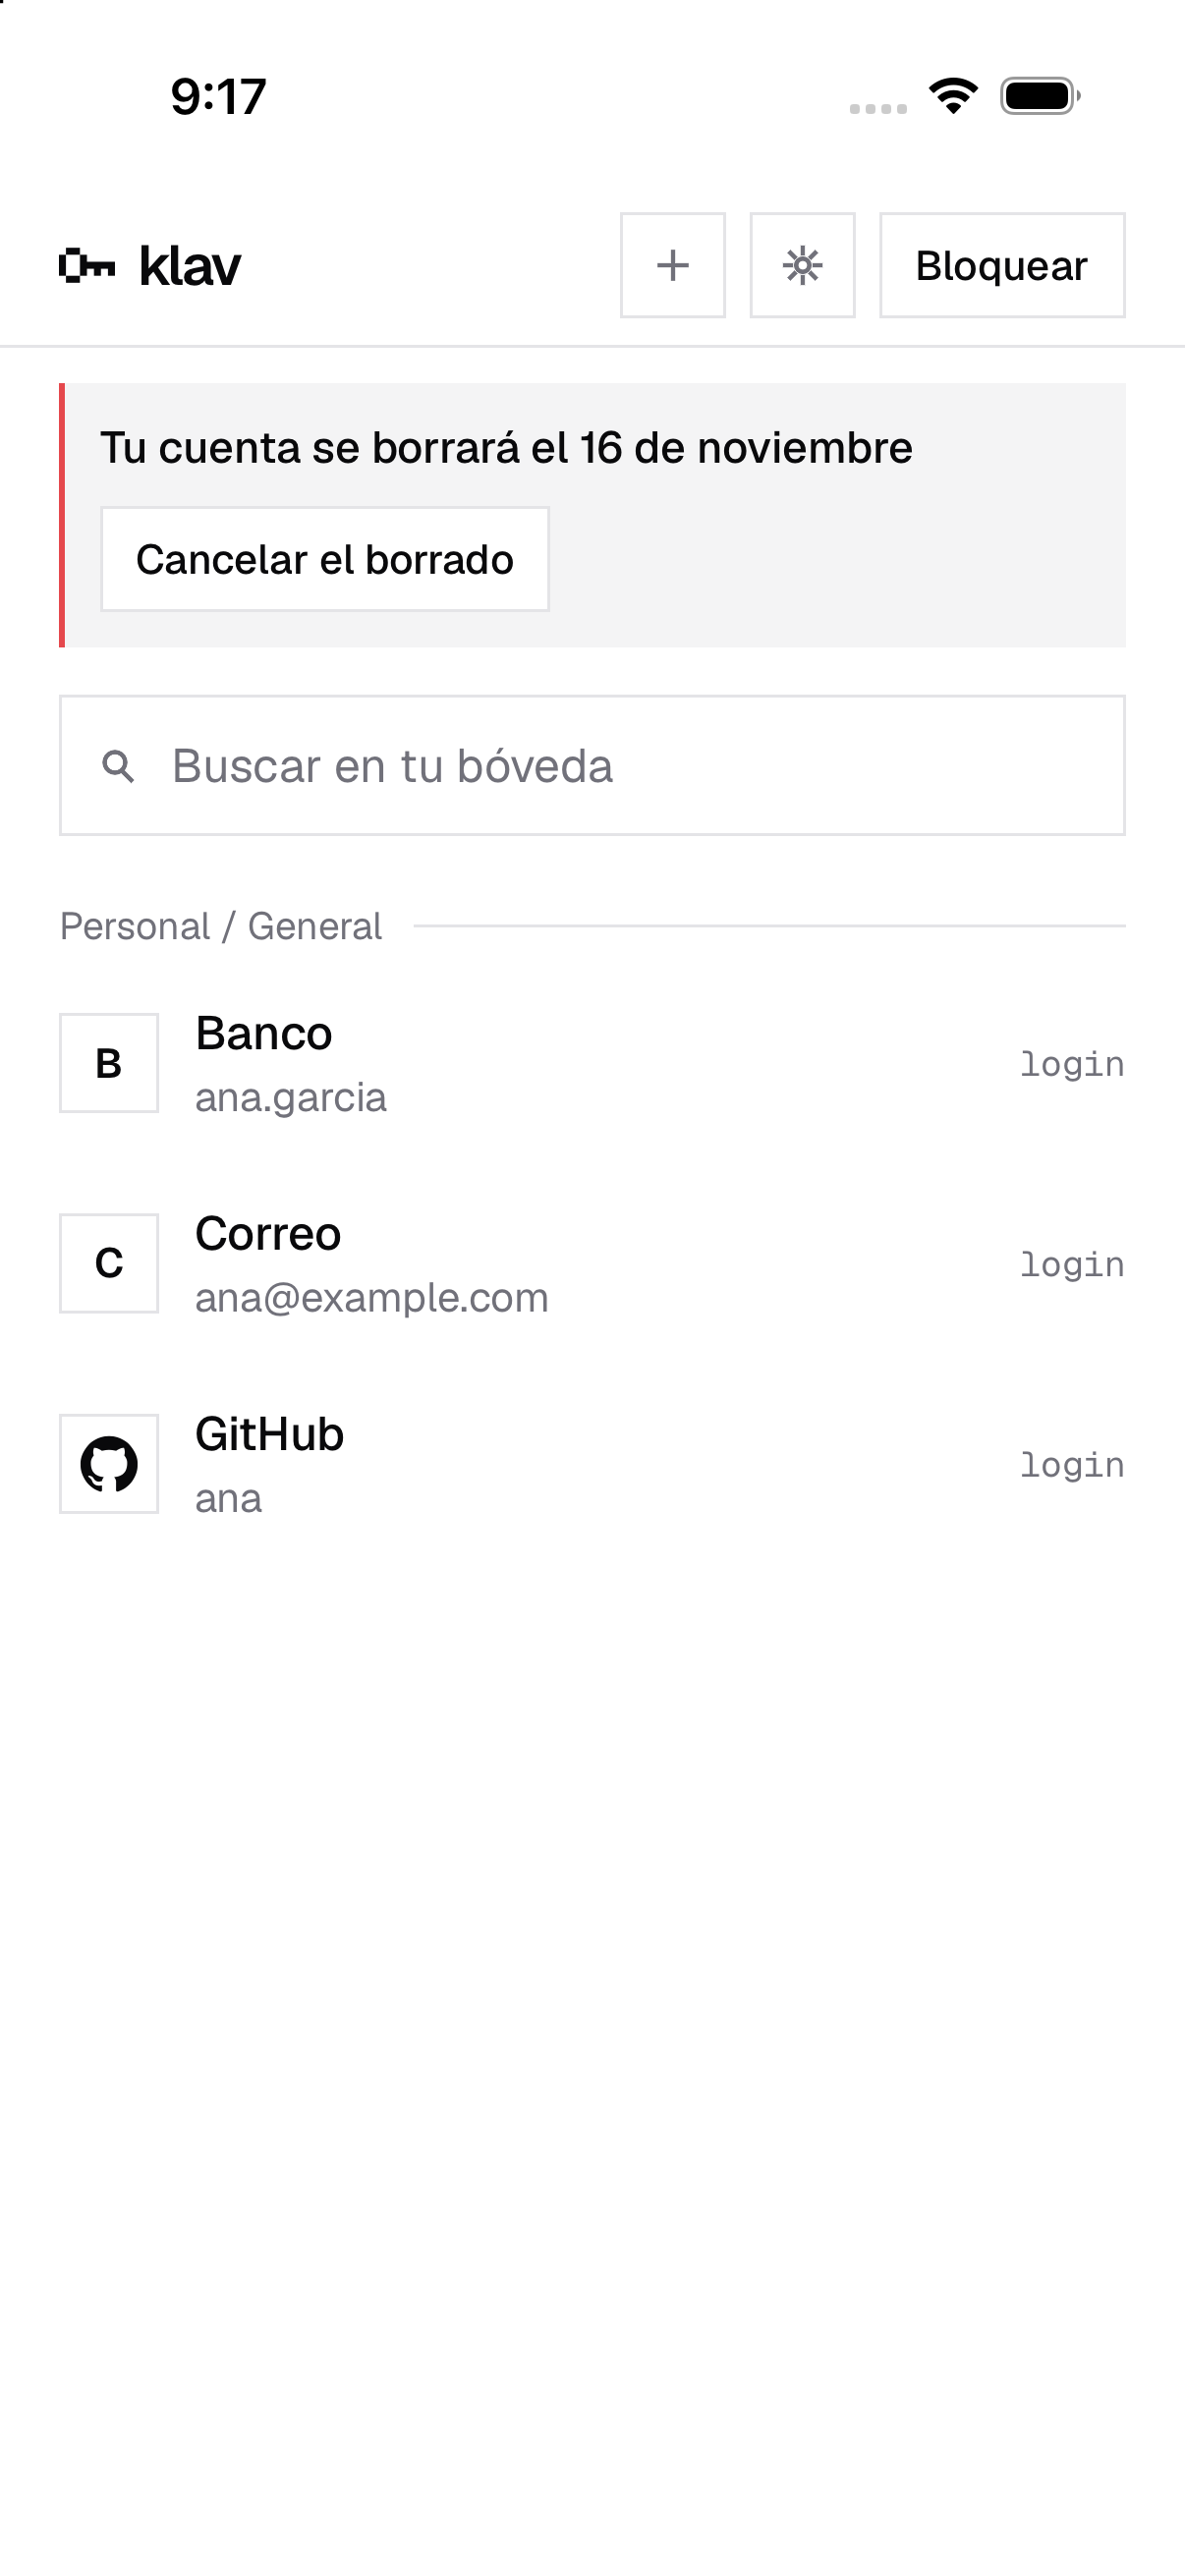 9:17
klav
Bloquear
Tu cuenta se borrará el 16 de noviembre
Cancelar el borrado
Buscar en tu bóveda
Personal / General
B
Banco
ana.garcia
login
C
Correo
ana@example.com
login
GitHub
ana
login